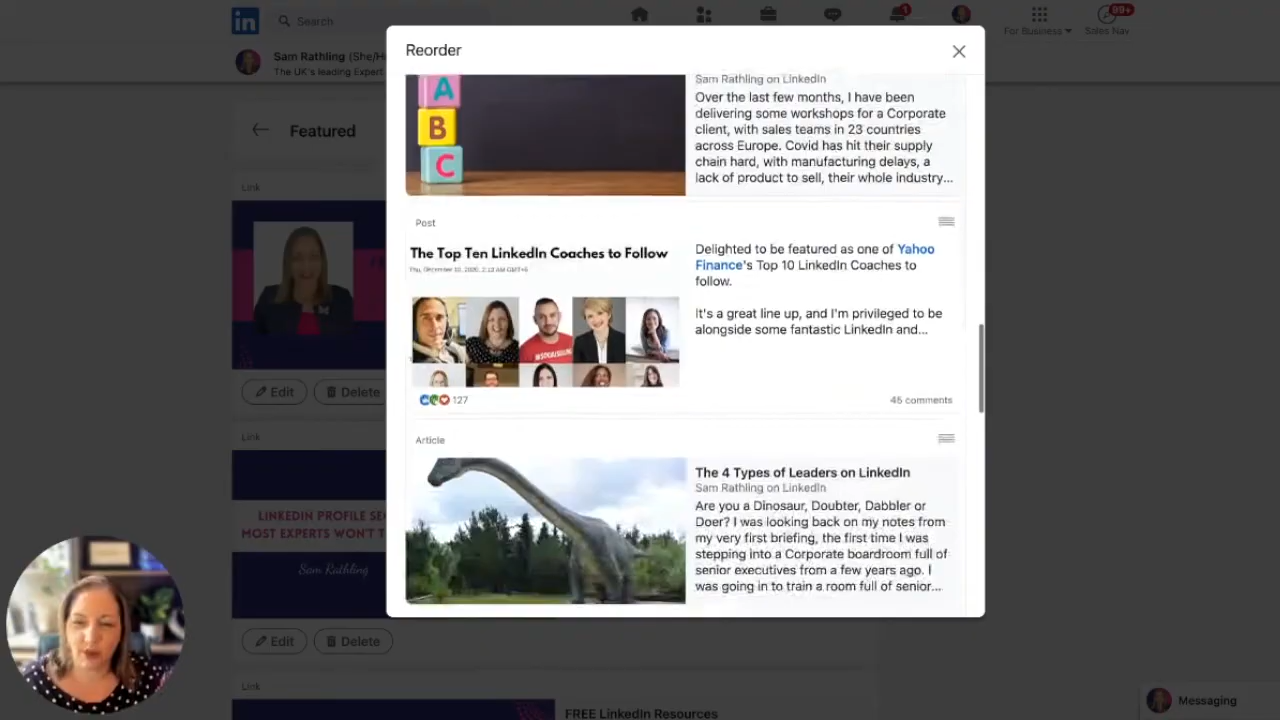 in
Search
1
99+
For Business
Sales Nav
Sam Rathling (She/H
The UK's leading Expert
Featured
Link
Edit
Delete
Link
LINKEDIN PROFILE SE
MOST EXPERTS WON'T T
Sam Rathling
Edit
Delete
Link
FREE LinkedIn Resources
Reorder
A
B
C
Sam Rathling on LinkedIn
Over the last few months, I have been
delivering some workshops for a Corporate
client, with sales teams in 23 countries
across Europe. Covid has hit their supply
chain hard, with manufacturing delays, a
lack of product to sell, their whole industry...
Post
The Top Ten LinkedIn Coaches to Follow
Delighted to be featured as one of Yahoo
Finance's Top 10 LinkedIn Coaches to
follow.
It's a great line up, and I'm privileged to be
alongside some fantastic LinkedIn and...
127
45 comments
Article
The 4 Types of Leaders on LinkedIn
Sam Rathling on LinkedIn
Are you a Dinosaur, Doubter, Dabbler or
Doer? I was looking back on my notes from
my very first briefing, the first time I was
stepping into a Corporate boardroom full of
senior executives from a few years ago. I
was going in to train a room full of senior...
Messaging